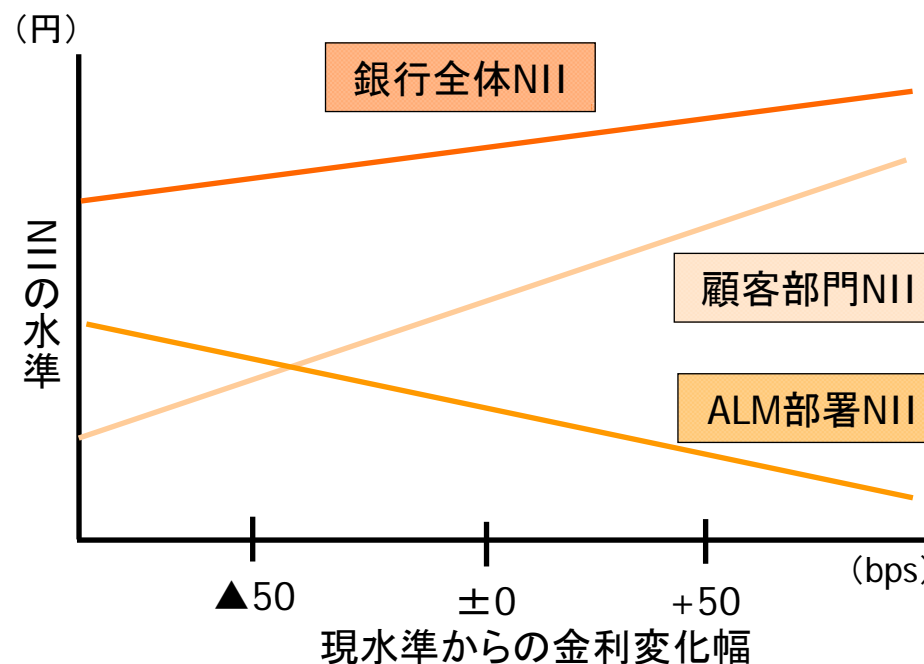 (円)
銀行全体NII
NIIの水準
顧客部門NII
ALM部署NII
▲50
±0
+50
(bps)
現水準からの金利変化幅